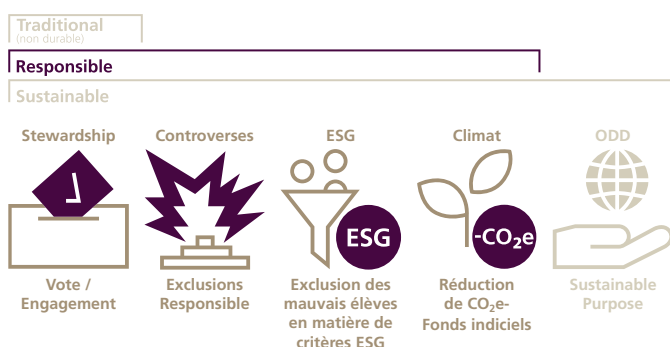 Traditional
(non durable)
Responsible
Sustainable
Stewardship
Controverses
ESG
Climat
ODD
ESG
-CO₂e
Vote /
Engagement
Exclusions
Responsible
Exclusion des
mauvais élèves
en matière de
critères ESG
Réduction
de CO₂e-
Fonds indiciels
Sustainable
Purpose